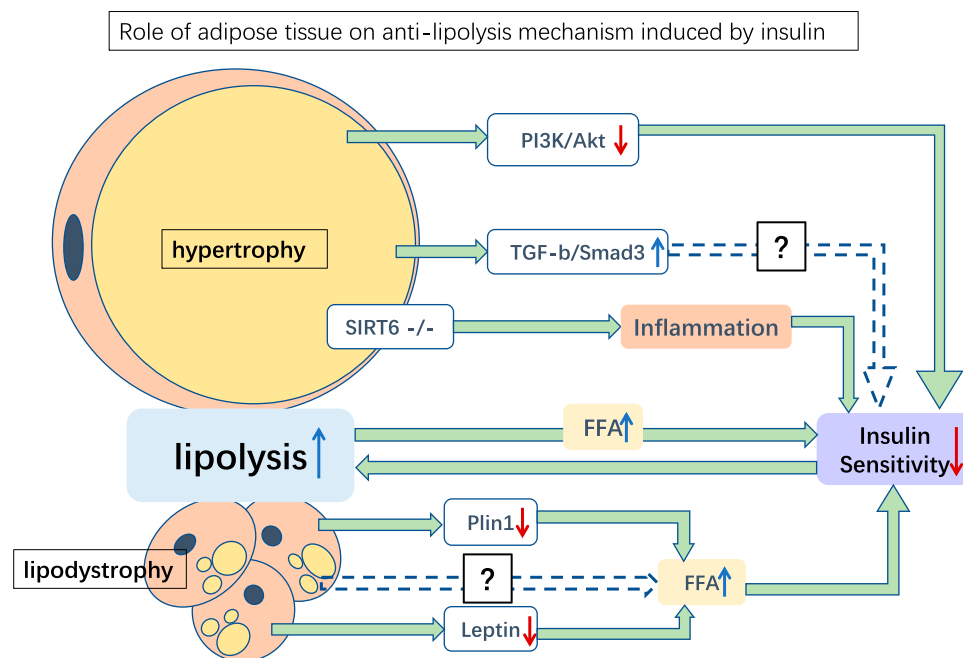 Role of adipose tissue on anti-lipolysis mechanism induced by insulin
PI3K/Akt
hypertrophy
TGF-b/Smad3
?
SIRT6 -/-
Inflammation
lipolysis
FFA
Insulin
Sensitivity
Plin1
lipodystrophy
?
FFA
Leptin